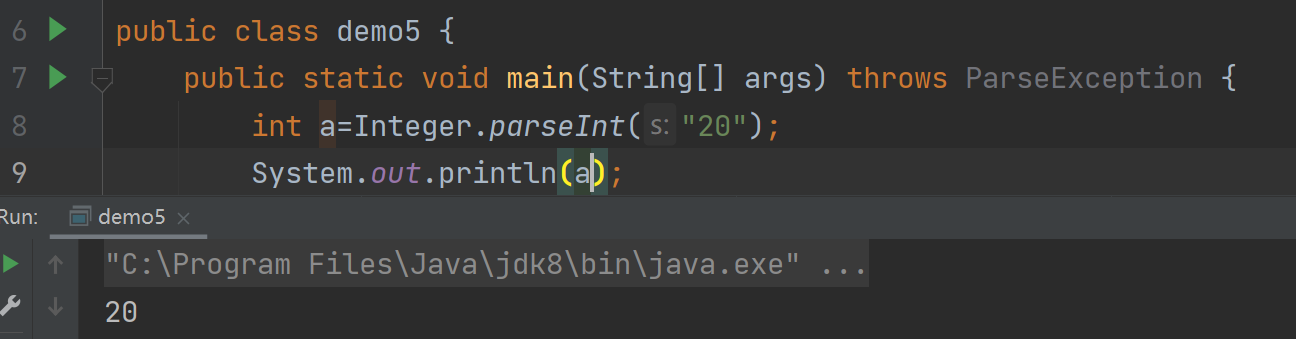 6 public class demo5 {
7 public static void main(String[] args) throws ParseException {
8 int a=Integer.parseInt( s: "20");
9 System.out.println(a);
Run: demo5 ×
"C:\Program Files\Java\jdk8\bin\java.exe" ...
20